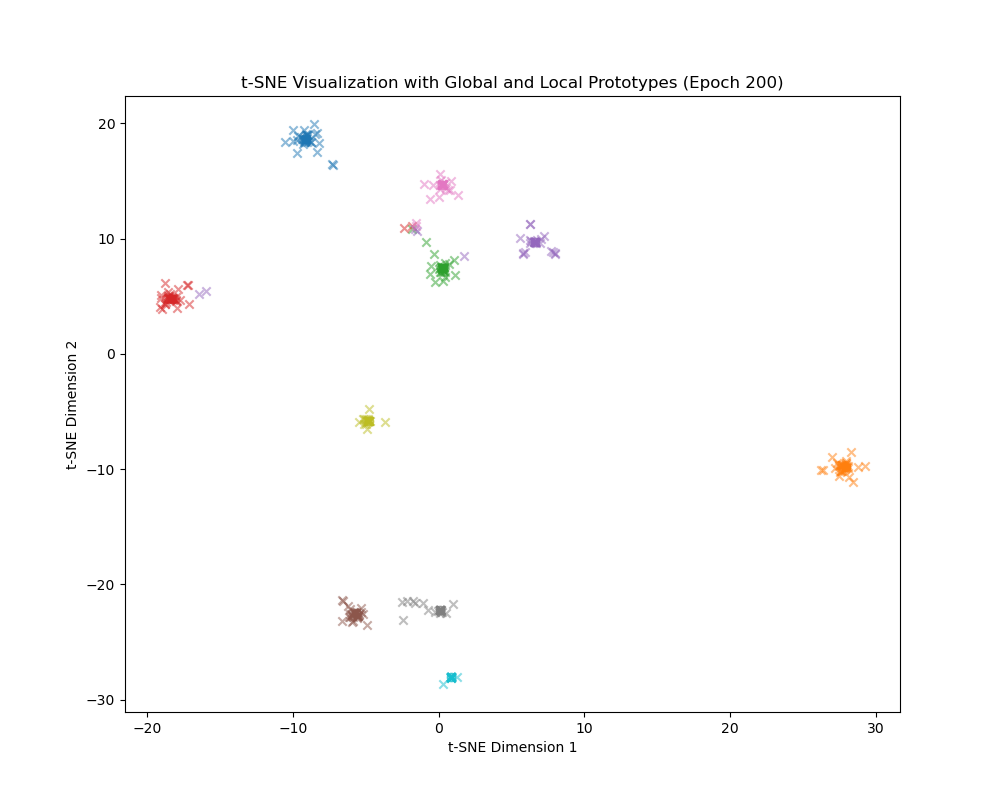 t-SNE Visualization with Global and Local Prototypes (Epoch 200)
20
10
0
−10
−20
−30
t-SNE Dimension 2
−20 −10 0 10 20 30
t-SNE Dimension 1